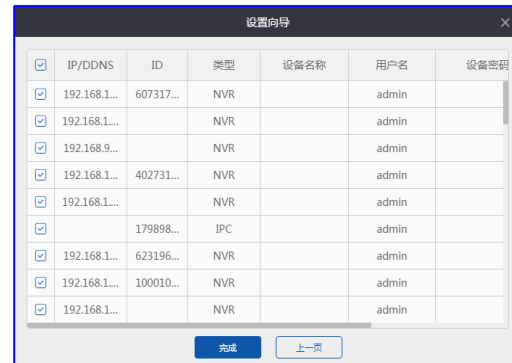 设置向导
IP/DDNS ID 类型 设备名称 用户名 设备密码
192.168.1... 607317... NVR admin
192.168.1.... NVR admin
192.168.9... NVR admin
192.168.1... 402731... NVR admin
192.168.1.... NVR admin
179898... IPC admin
192.168.1... 623196... NVR admin
192.168.1.... 100010... NVR admin
192.168.1... NVR admin
完成 上一页